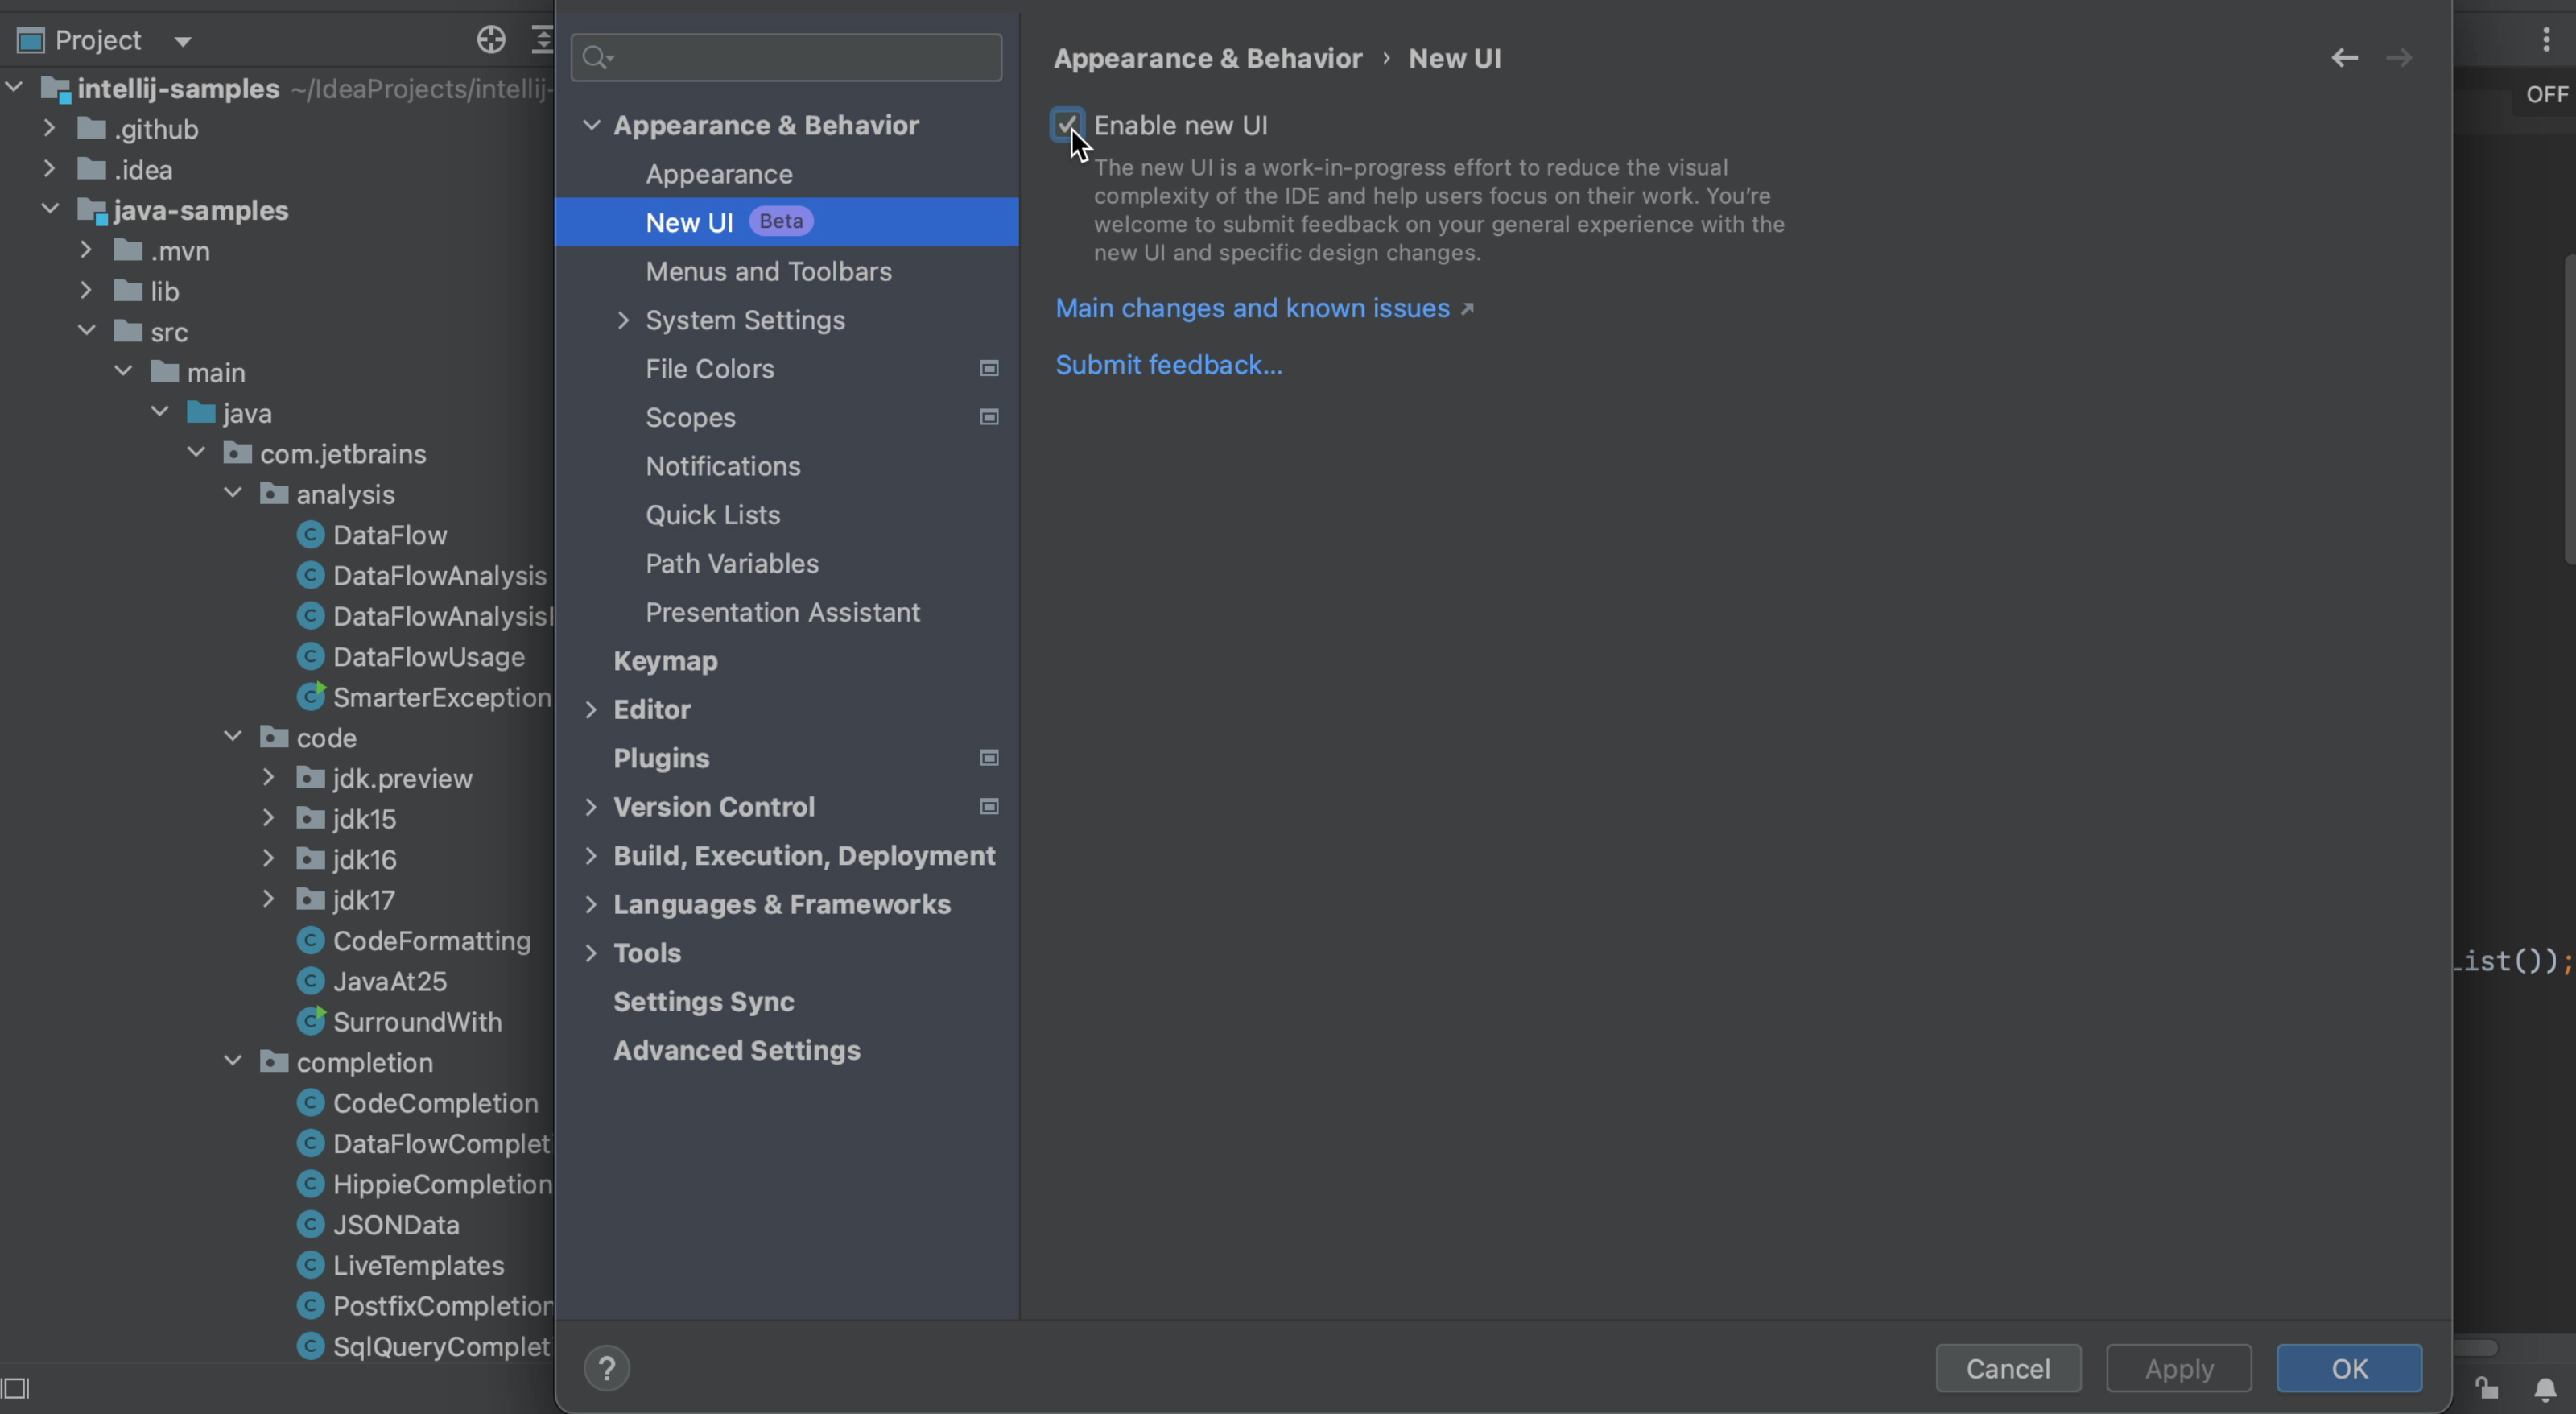 Project
intellij-samples ~/IdeaProjects/intellij-
.github
.idea
java-samples
.mvn
lib
src
main
java
com.jetbrains
analysis
DataFlow
DataFlowAnalysis
DataFlowAnalysis
DataFlowUsage
SmarterException
code
jdk.preview
jdk15
jdk16
jdk17
CodeFormatting
JavaAt25
SurroundWith
completion
CodeCompletion
DataFlowComplet
HippieCompletion
JSONData
LiveTemplates
PostfixCompletion
SqlQueryComplet
Appearance & Behavior
Appearance
New UI Beta
Menus and Toolbars
System Settings
File Colors
Scopes
Notifications
Quick Lists
Path Variables
Presentation Assistant
Keymap
Editor
Plugins
Version Control
Build, Execution, Deployment
Languages & Frameworks
Tools
Settings Sync
Advanced Settings
?
Appearance & Behavior › New UI
Enable new UI
The new UI is a work-in-progress effort to reduce the visual
complexity of the IDE and help users focus on their work. You're
welcome to submit feedback on your general experience with the
new UI and specific design changes.
Main changes and known issues ↗
Submit feedback...
Cancel Apply OK
OFF
List());